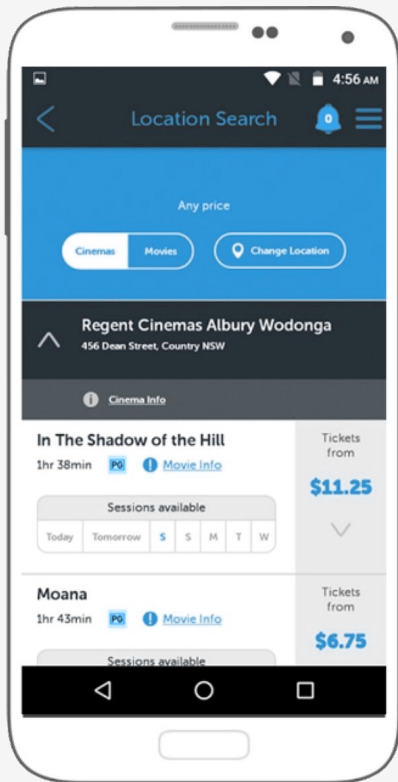 4:56 AM
Location Search
0
Any price
Cinemas Movies Change Location
Regent Cinemas Albury Wodonga
456 Dean Street, Country NSW
i Cinema Info
In The Shadow of the Hill
1hr 38min PG ! Movie Info
Tickets
from
$11.25
Sessions available
Today Tomorrow S S M T W
Moana
1hr 43min PG ! Movie Info
Tickets
from
$6.75
Sessions available